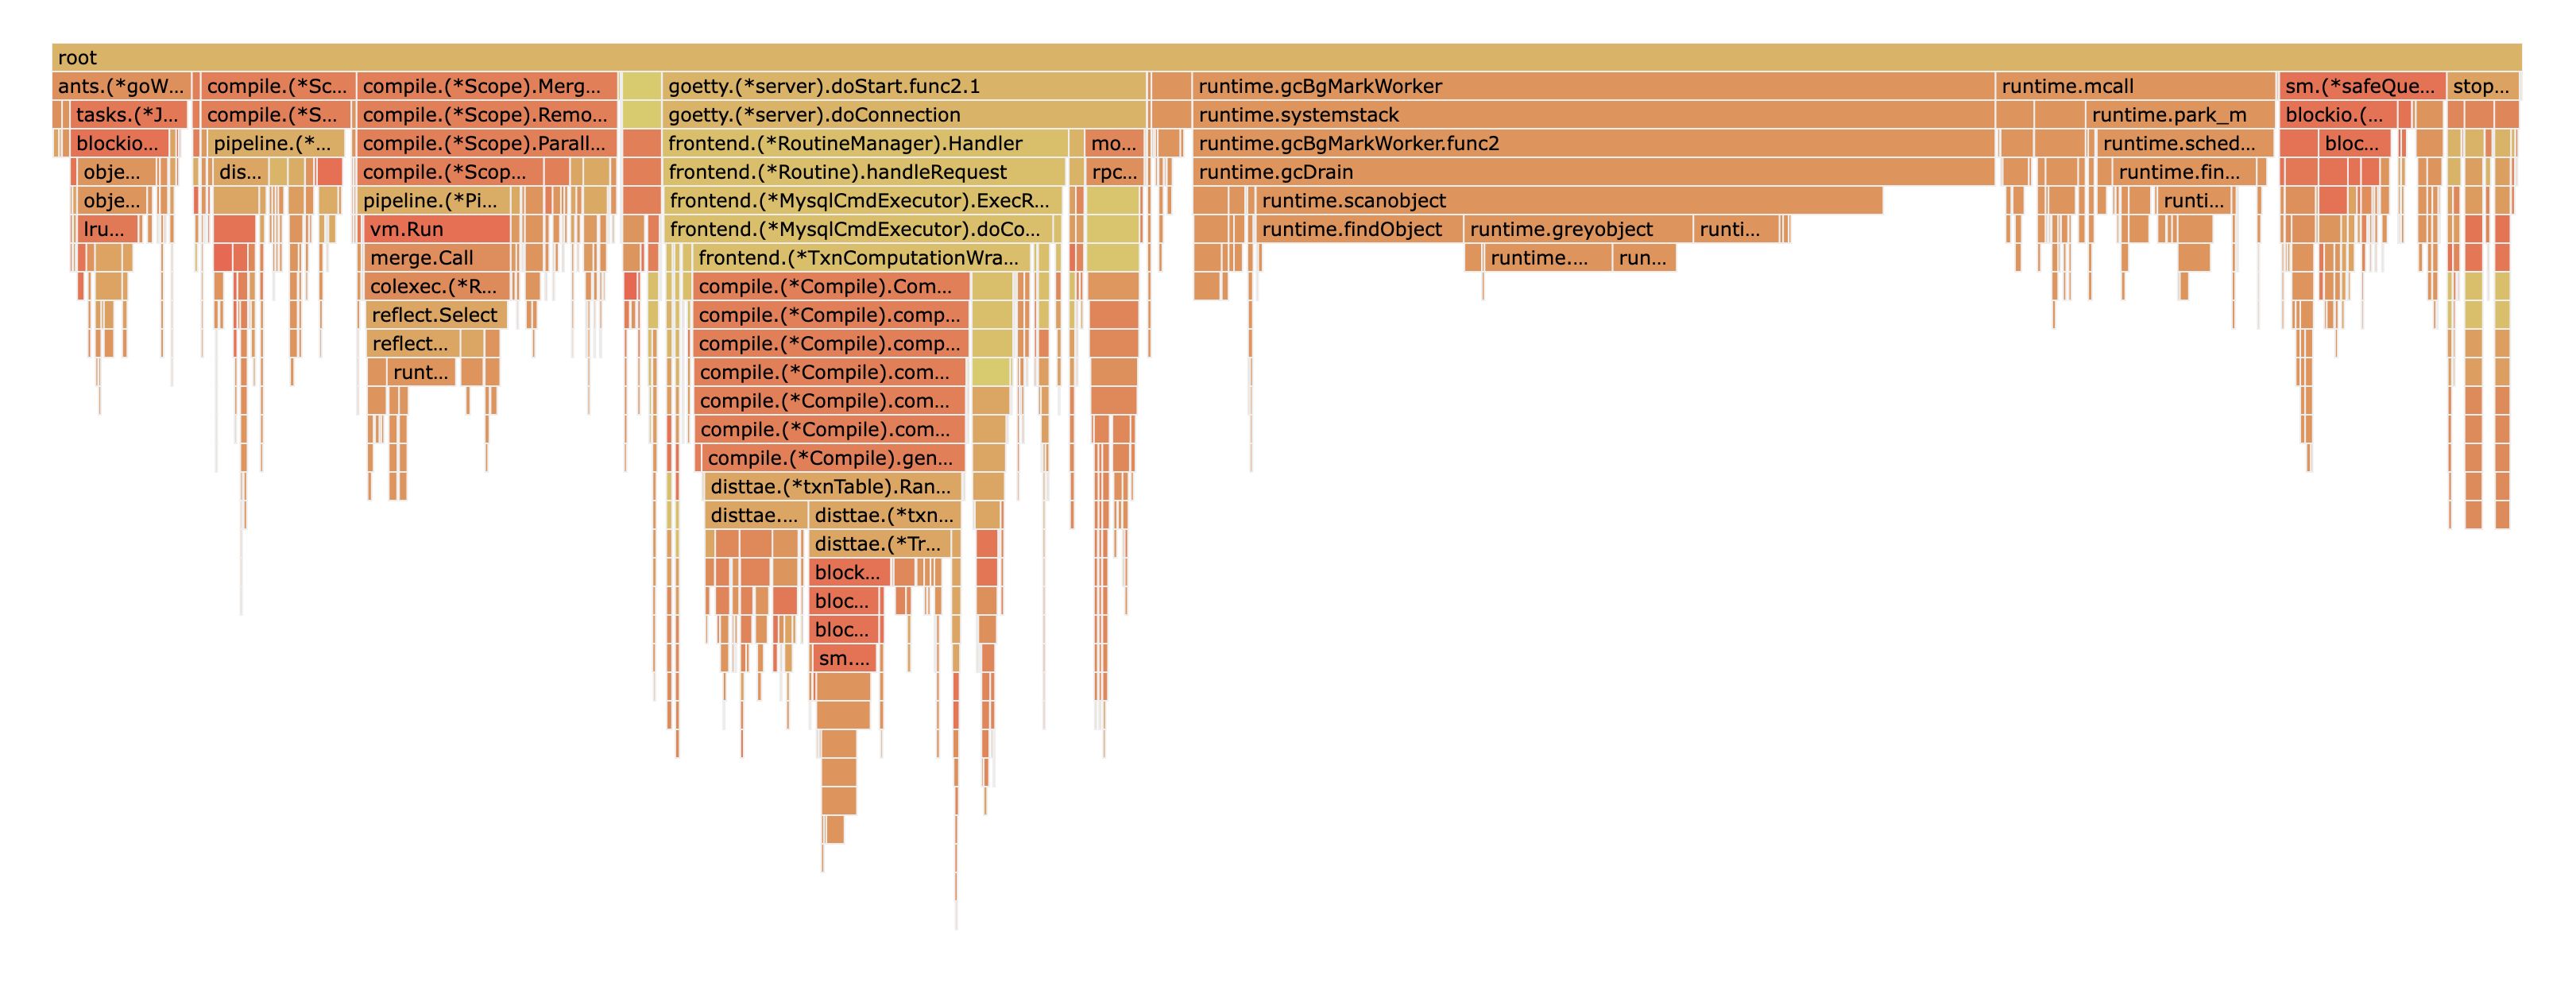 root
ants.(*goW... compile.(*Sc... compile.(*Scope).Merg... goetty.(*server).doStart.func2.1 runtime.gcBgMarkWorker runtime.mcall sm.(*safeQue... stop...
tasks.(*J... compile.(*S... compile.(*Scope).Remo... goetty.(*server).doConnection runtime.systemstack runtime.park_m blockio.(...
blockio... pipeline.(*... compile.(*Scope).Parall... frontend.(*RoutineManager).Handler mo... runtime.gcBgMarkWorker.func2 runtime.sched... bloc...
obje... dis... compile.(*Scop... frontend.(*Routine).handleRequest rpc... runtime.gcDrain runtime.fin...
obje... pipeline.(*Pi... frontend.(*MysqlCmdExecutor).ExecR... runtime.scanobject runti...
lru... vm.Run frontend.(*MysqlCmdExecutor).doCo... runtime.findObject runtime.greyobject runti...
merge.Call frontend.(*TxnComputationWra... runtime.... run...
colexec.(*R... compile.(*Compile).Com...
reflect.Select compile.(*Compile).comp...
reflect... compile.(*Compile).comp...
runt... compile.(*Compile).com...
compile.(*Compile).com...
compile.(*Compile).com...
compile.(*Compile).gen...
disttae.(*txnTable).Ran...
disttae.... disttae.(*txn...
disttae.(*Tr...
block...
bloc...
bloc...
sm....